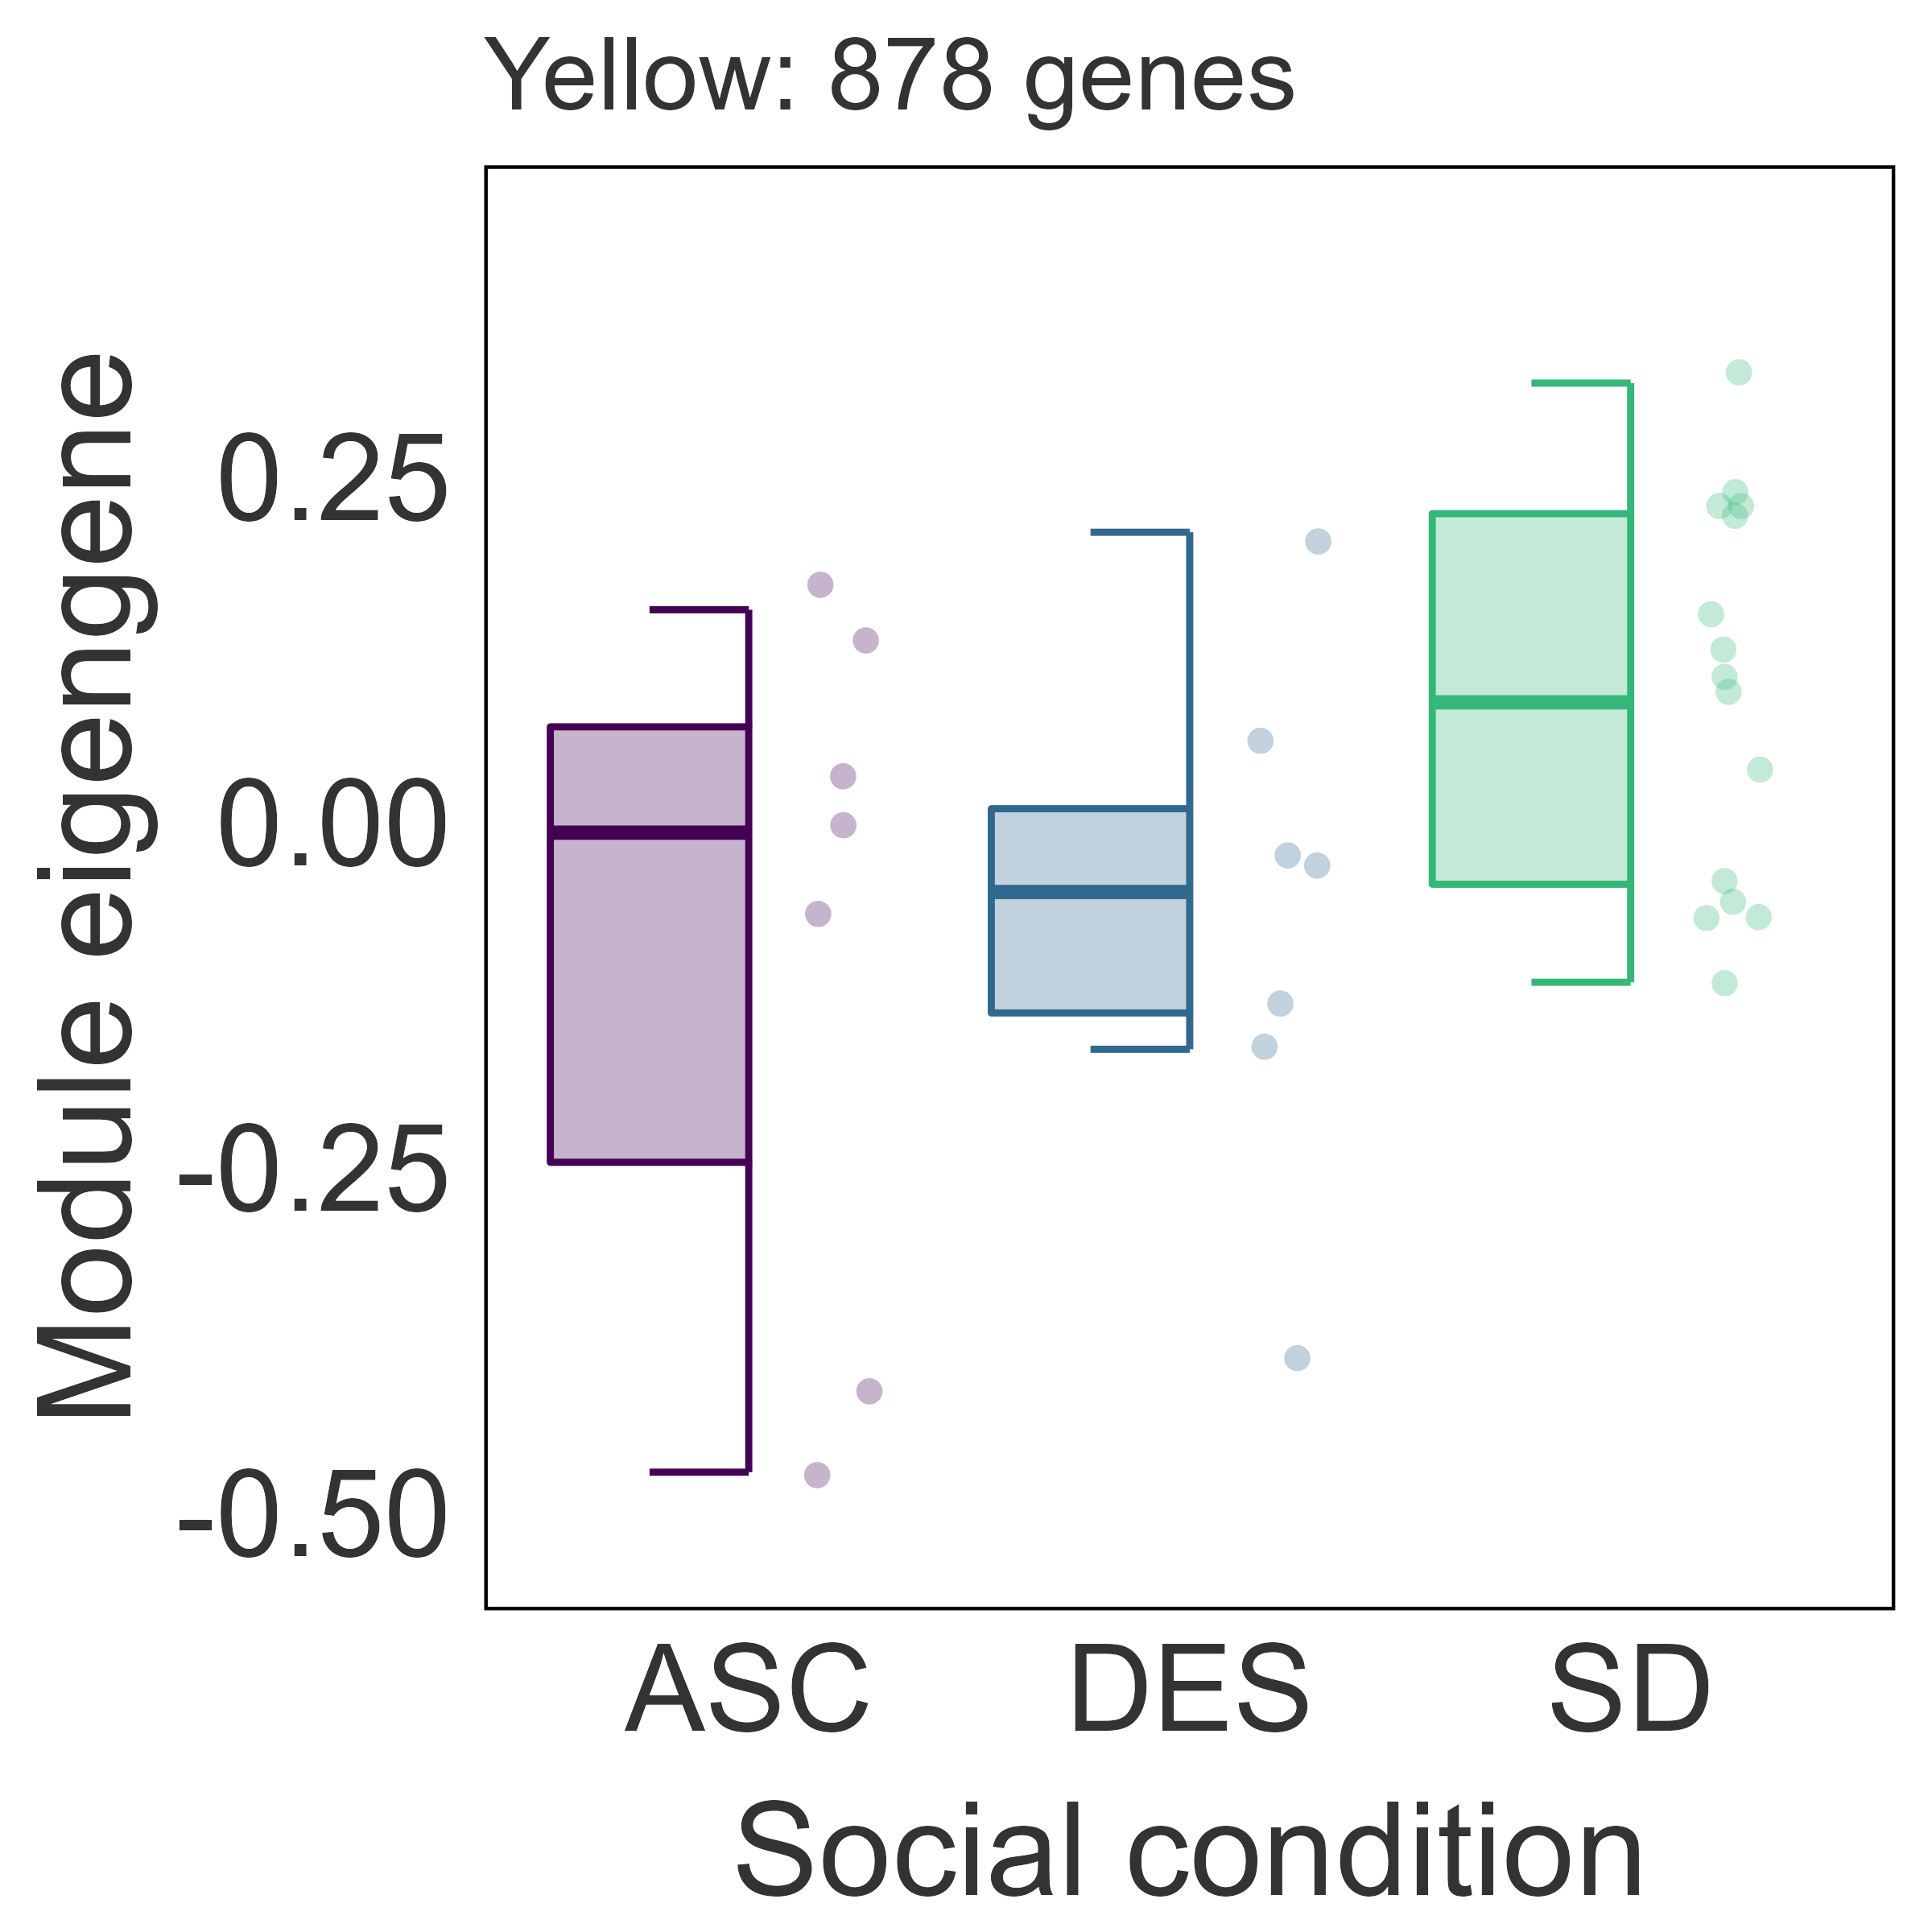 Yellow: 878 genes
Module eigengene
0.25
0.00
-0.25
-0.50
ASC DES SD
Social condition